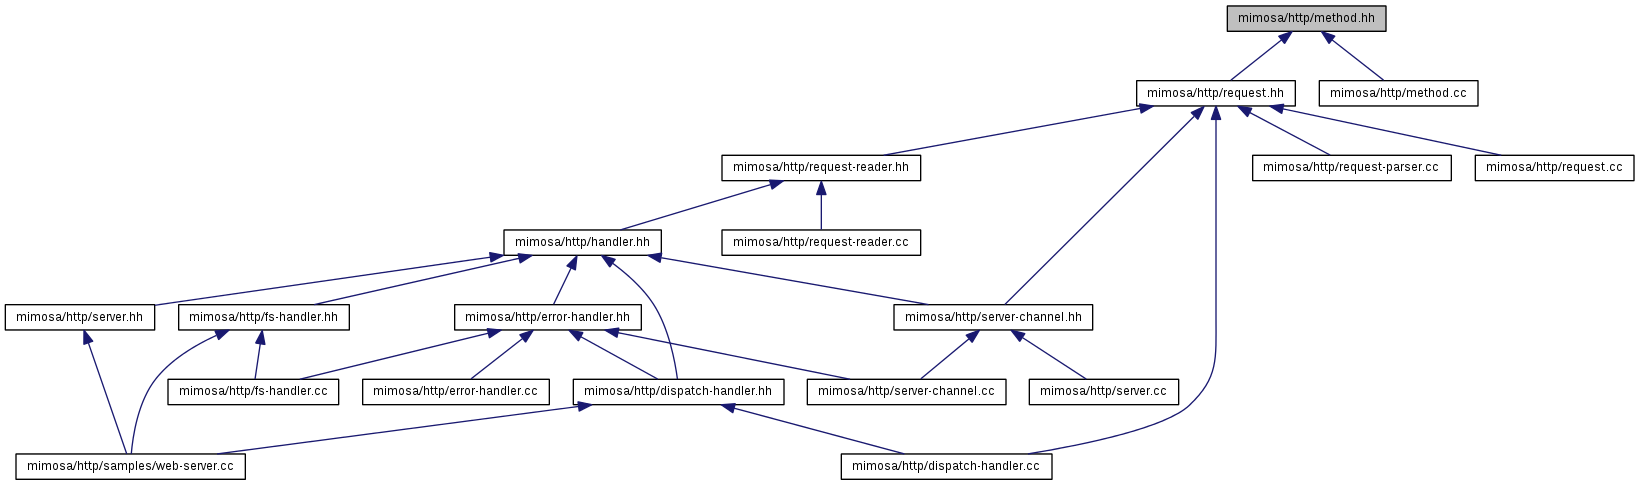 mimosa/http/method.hh
mimosa/http/request.hh
mimosa/http/method.cc
mimosa/http/request-reader.hh
mimosa/http/request-parser.cc
mimosa/http/request.cc
mimosa/http/handler.hh
mimosa/http/request-reader.cc
mimosa/http/server.hh
mimosa/http/fs-handler.hh
mimosa/http/error-handler.hh
mimosa/http/server-channel.hh
mimosa/http/fs-handler.cc
mimosa/http/error-handler.cc
mimosa/http/dispatch-handler.hh
mimosa/http/server-channel.cc
mimosa/http/server.cc
mimosa/http/samples/web-server.cc
mimosa/http/dispatch-handler.cc